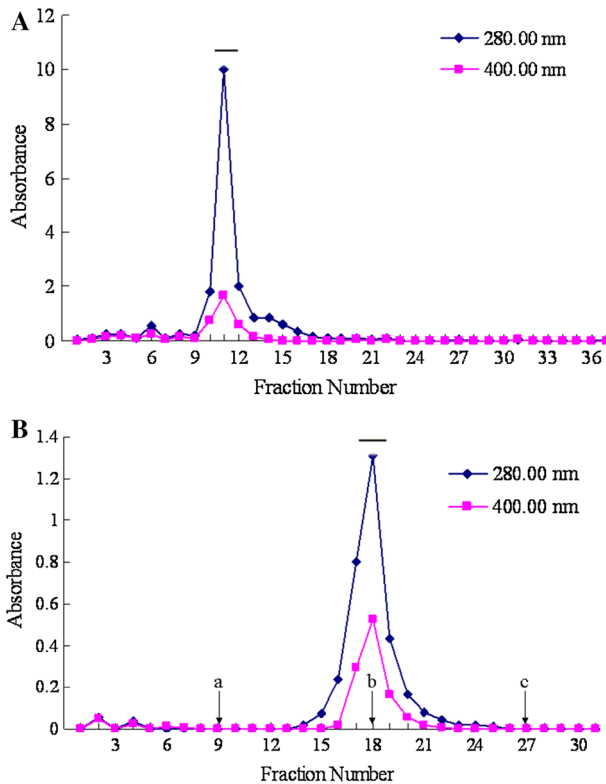 A
12
10
8
6
4
2
0
Absorbance
280.00 nm
400.00 nm
3 6 9 12 15 18 21 24 27 30 33 36
Fraction Number
B
1.4
1.2
1
0.8
0.6
0.4
0.2
0
Absorbance
280.00 nm
400.00 nm
a
b
c
3 6 9 12 15 18 21 24 27 30
Fraction Number